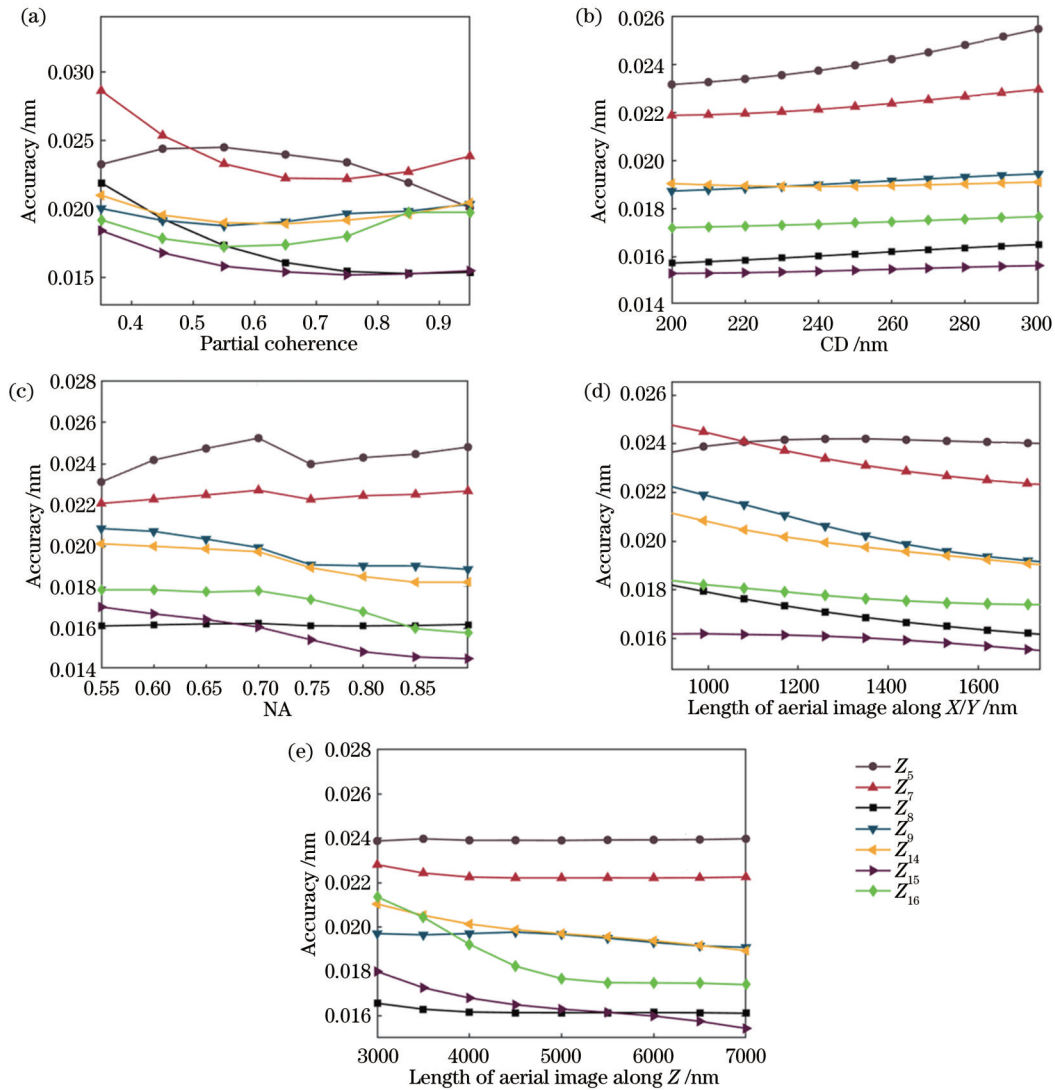 (a)
Accuracy /nm
0.030
0.025
0.020
0.015
0.4 0.5 0.6 0.7 0.8 0.9
Partial coherence
(b)
Accuracy /nm
0.026
0.024
0.022
0.020
0.018
0.016
0.014
200 220 240 260 280 300
CD /nm
(c)
Accuracy /nm
0.028
0.026
0.024
0.022
0.020
0.018
0.016
0.014
0.55 0.60 0.65 0.70 0.75 0.80 0.85
NA
(d)
Accuracy /nm
0.026
0.024
0.022
0.020
0.018
0.016
1000 1200 1400 1600
Length of aerial image along X/Y /nm
(e)
Accuracy /nm
0.028
0.026
0.024
0.022
0.020
0.018
0.016
3000 4000 5000 6000 7000
Length of aerial image along Z /nm
Z5
Z7
Z8
Z9
Z14
Z15
Z16